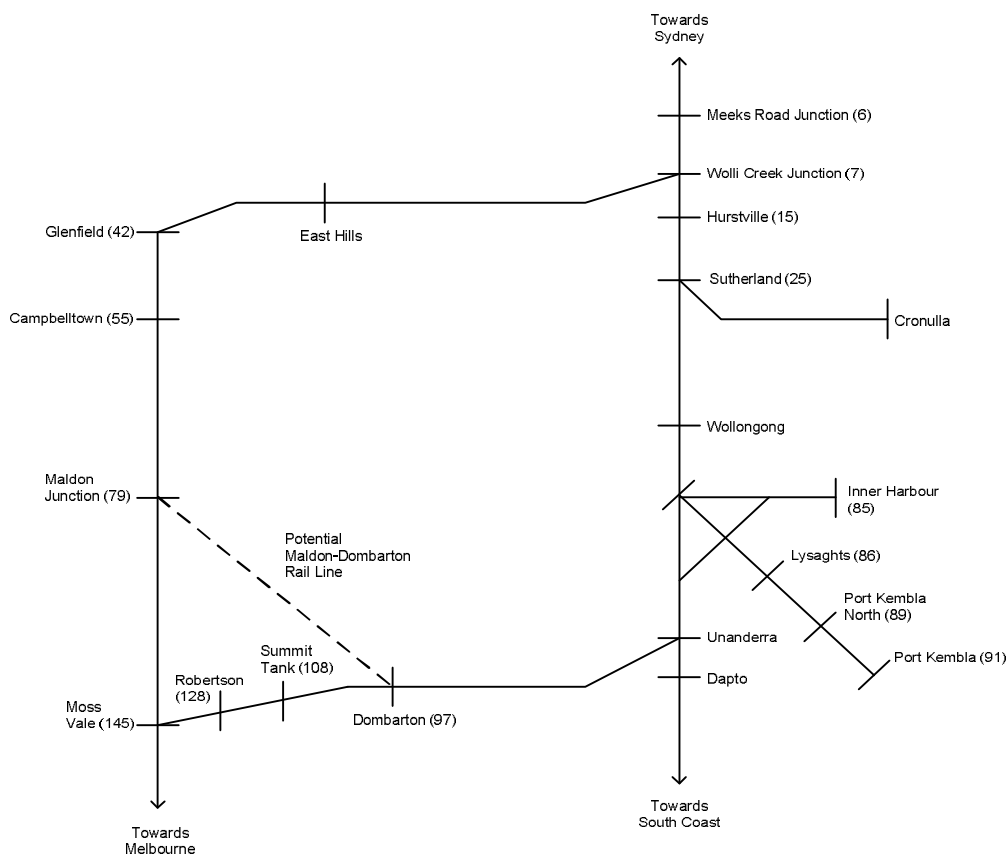 Towards
Sydney
Meeks Road Junction (6)
Wolli Creek Junction (7)
Hurstville (15)
Glenfield (42)
East Hills
Sutherland (25)
Campbelltown (55)
Cronulla
Wollongong
Maldon
Junction (79)
Inner Harbour
(85)
Potential
Maldon-Dombarton
Rail Line
Lysaghts (86)
Port Kembla
North (89)
Unanderra
Summit
Tank (108)
Port Kembla (91)
Robertson
(128)
Dapto
Moss
Vale (145)
Dombarton (97)
Towards
South Coast
Towards
Melbourne